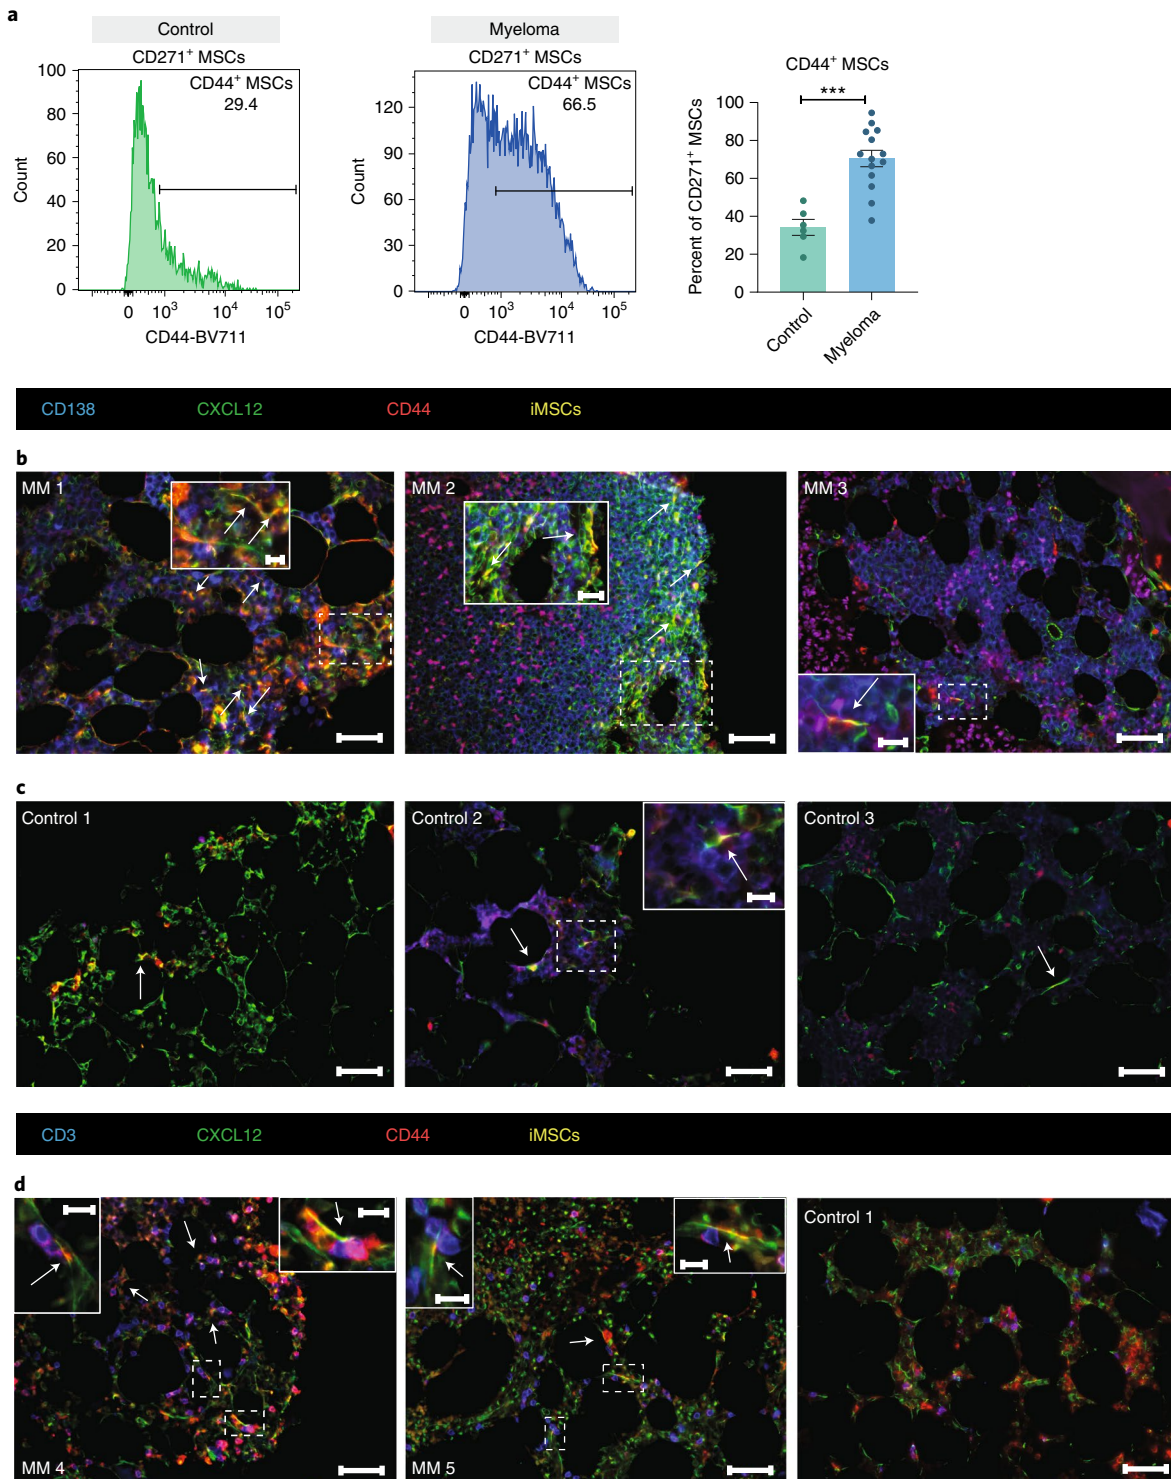 a
Control
CD271⁺ MSCs
CD44⁺ MSCs
29.4
100
80
60
40
20
0
Count
0 10³ 10⁴ 10⁵
CD44-BV711
Myeloma
CD271⁺ MSCs
CD44⁺ MSCs
66.5
120
90
60
30
0
Count
0 10³ 10⁴ 10⁵
CD44-BV711
CD44⁺ MSCs
***
100
80
60
40
20
0
Percent of CD271⁺ MSCs
Control
Myeloma
CD138 CXCL12 CD44 iMSCs
b
MM 1
MM 2
MM 3
c
Control 1
Control 2
Control 3
CD3 CXCL12 CD44 iMSCs
d
MM 4
MM 5
Control 1